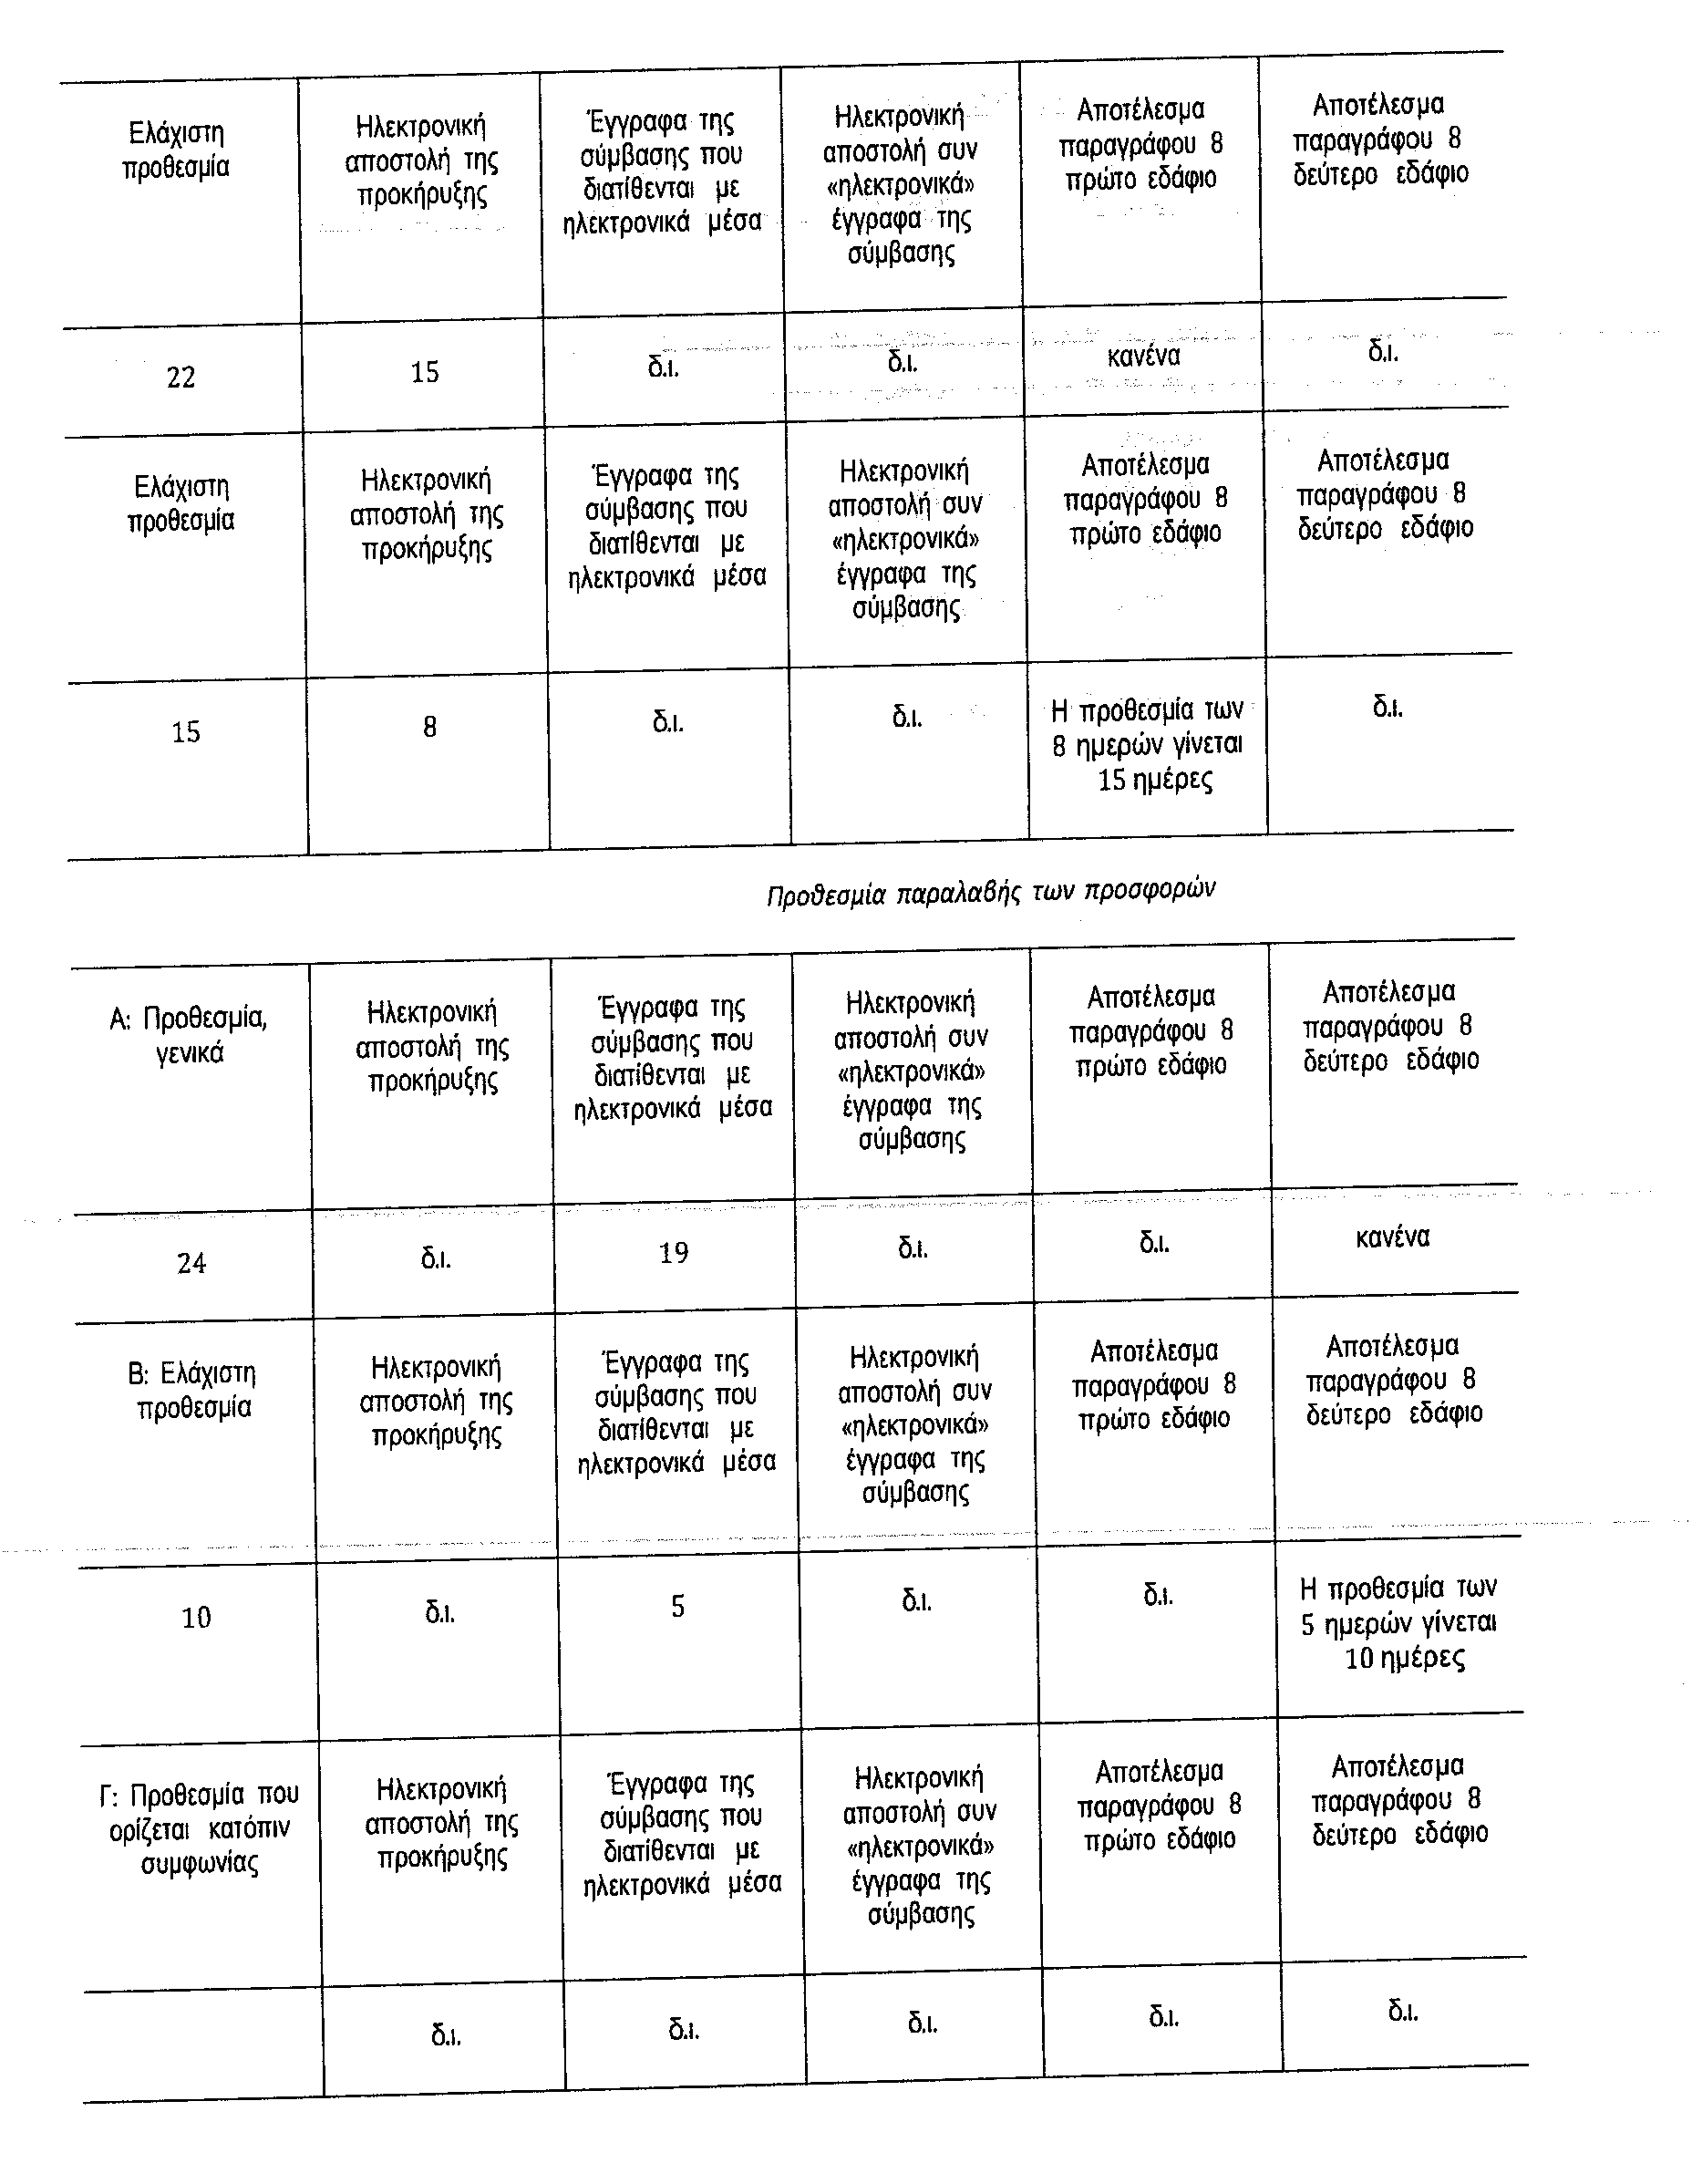 Ελάχιστη
προθεσμία
Ηλεκτρονική
αποστολή της
προκήρυξης
Έγγραφα της
σύμβασης που
διατίθενται με
ηλεκτρονικά μέσα
Ηλεκτρονική
αποστολή συν
«ηλεκτρονικά»
έγγραφα της
σύμβασης
Αποτέλεσμα
παραγράφου 8
πρώτο εδάφιο
Αποτέλεσμα
παραγράφου 8
δεύτερο εδάφιο
22
15
δ.ι.
δ.ι.
κανένα
δ.ι.
Ελάχιστη
προθεσμία
Ηλεκτρονική
αποστολή της
προκήρυξης
Έγγραφα της
σύμβασης που
διατίθενται με
ηλεκτρονικά μέσα
Ηλεκτρονική
αποστολή συν
«ηλεκτρονικά»
έγγραφα της
σύμβασης
Αποτέλεσμα
παραγράφου 8
πρώτο εδάφιο
Αποτέλεσμα
παραγράφου 8
δεύτερο εδάφιο
15
8
δ.ι.
δ.ι.
Η προθεσμία των
8 ημερών γίνεται
15 ημέρες
δ.ι.
Προθεσμία παραλαβής των προσφορών
Α: Προθεσμία,
γενικά
Ηλεκτρονική
αποστολή της
προκήρυξης
Έγγραφα της
σύμβασης που
διατίθενται με
ηλεκτρονικά μέσα
Ηλεκτρονική
αποστολή συν
«ηλεκτρονικά»
έγγραφα της
σύμβασης
Αποτέλεσμα
παραγράφου 8
πρώτο εδάφιο
Αποτέλεσμα
παραγράφου 8
δεύτερο εδάφιο
24
δ.ι.
19
δ.ι.
δ.ι.
κανένα
Β: Ελάχιστη
προθεσμία
Ηλεκτρονική
αποστολή της
προκήρυξης
Έγγραφα της
σύμβασης που
διατίθενται με
ηλεκτρονικά μέσα
Ηλεκτρονική
αποστολή συν
«ηλεκτρονικά»
έγγραφα της
σύμβασης
Αποτέλεσμα
παραγράφου 8
πρώτο εδάφιο
Αποτέλεσμα
παραγράφου 8
δεύτερο εδάφιο
10
δ.ι.
5
δ.ι.
δ.ι.
Η προθεσμία των
5 ημερών γίνεται
10 ημέρες
Γ: Προθεσμία που
ορίζεται κατόπιν
συμφωνίας
Ηλεκτρονική
αποστολή της
προκήρυξης
Έγγραφα της
σύμβασης που
διατίθενται με
ηλεκτρονικά μέσα
Ηλεκτρονική
αποστολή συν
«ηλεκτρονικά»
έγγραφα της
σύμβασης
Αποτέλεσμα
παραγράφου 8
πρώτο εδάφιο
Αποτέλεσμα
παραγράφου 8
δεύτερο εδάφιο
δ.ι.
δ.ι.
δ.ι.
δ.ι.
δ.ι.